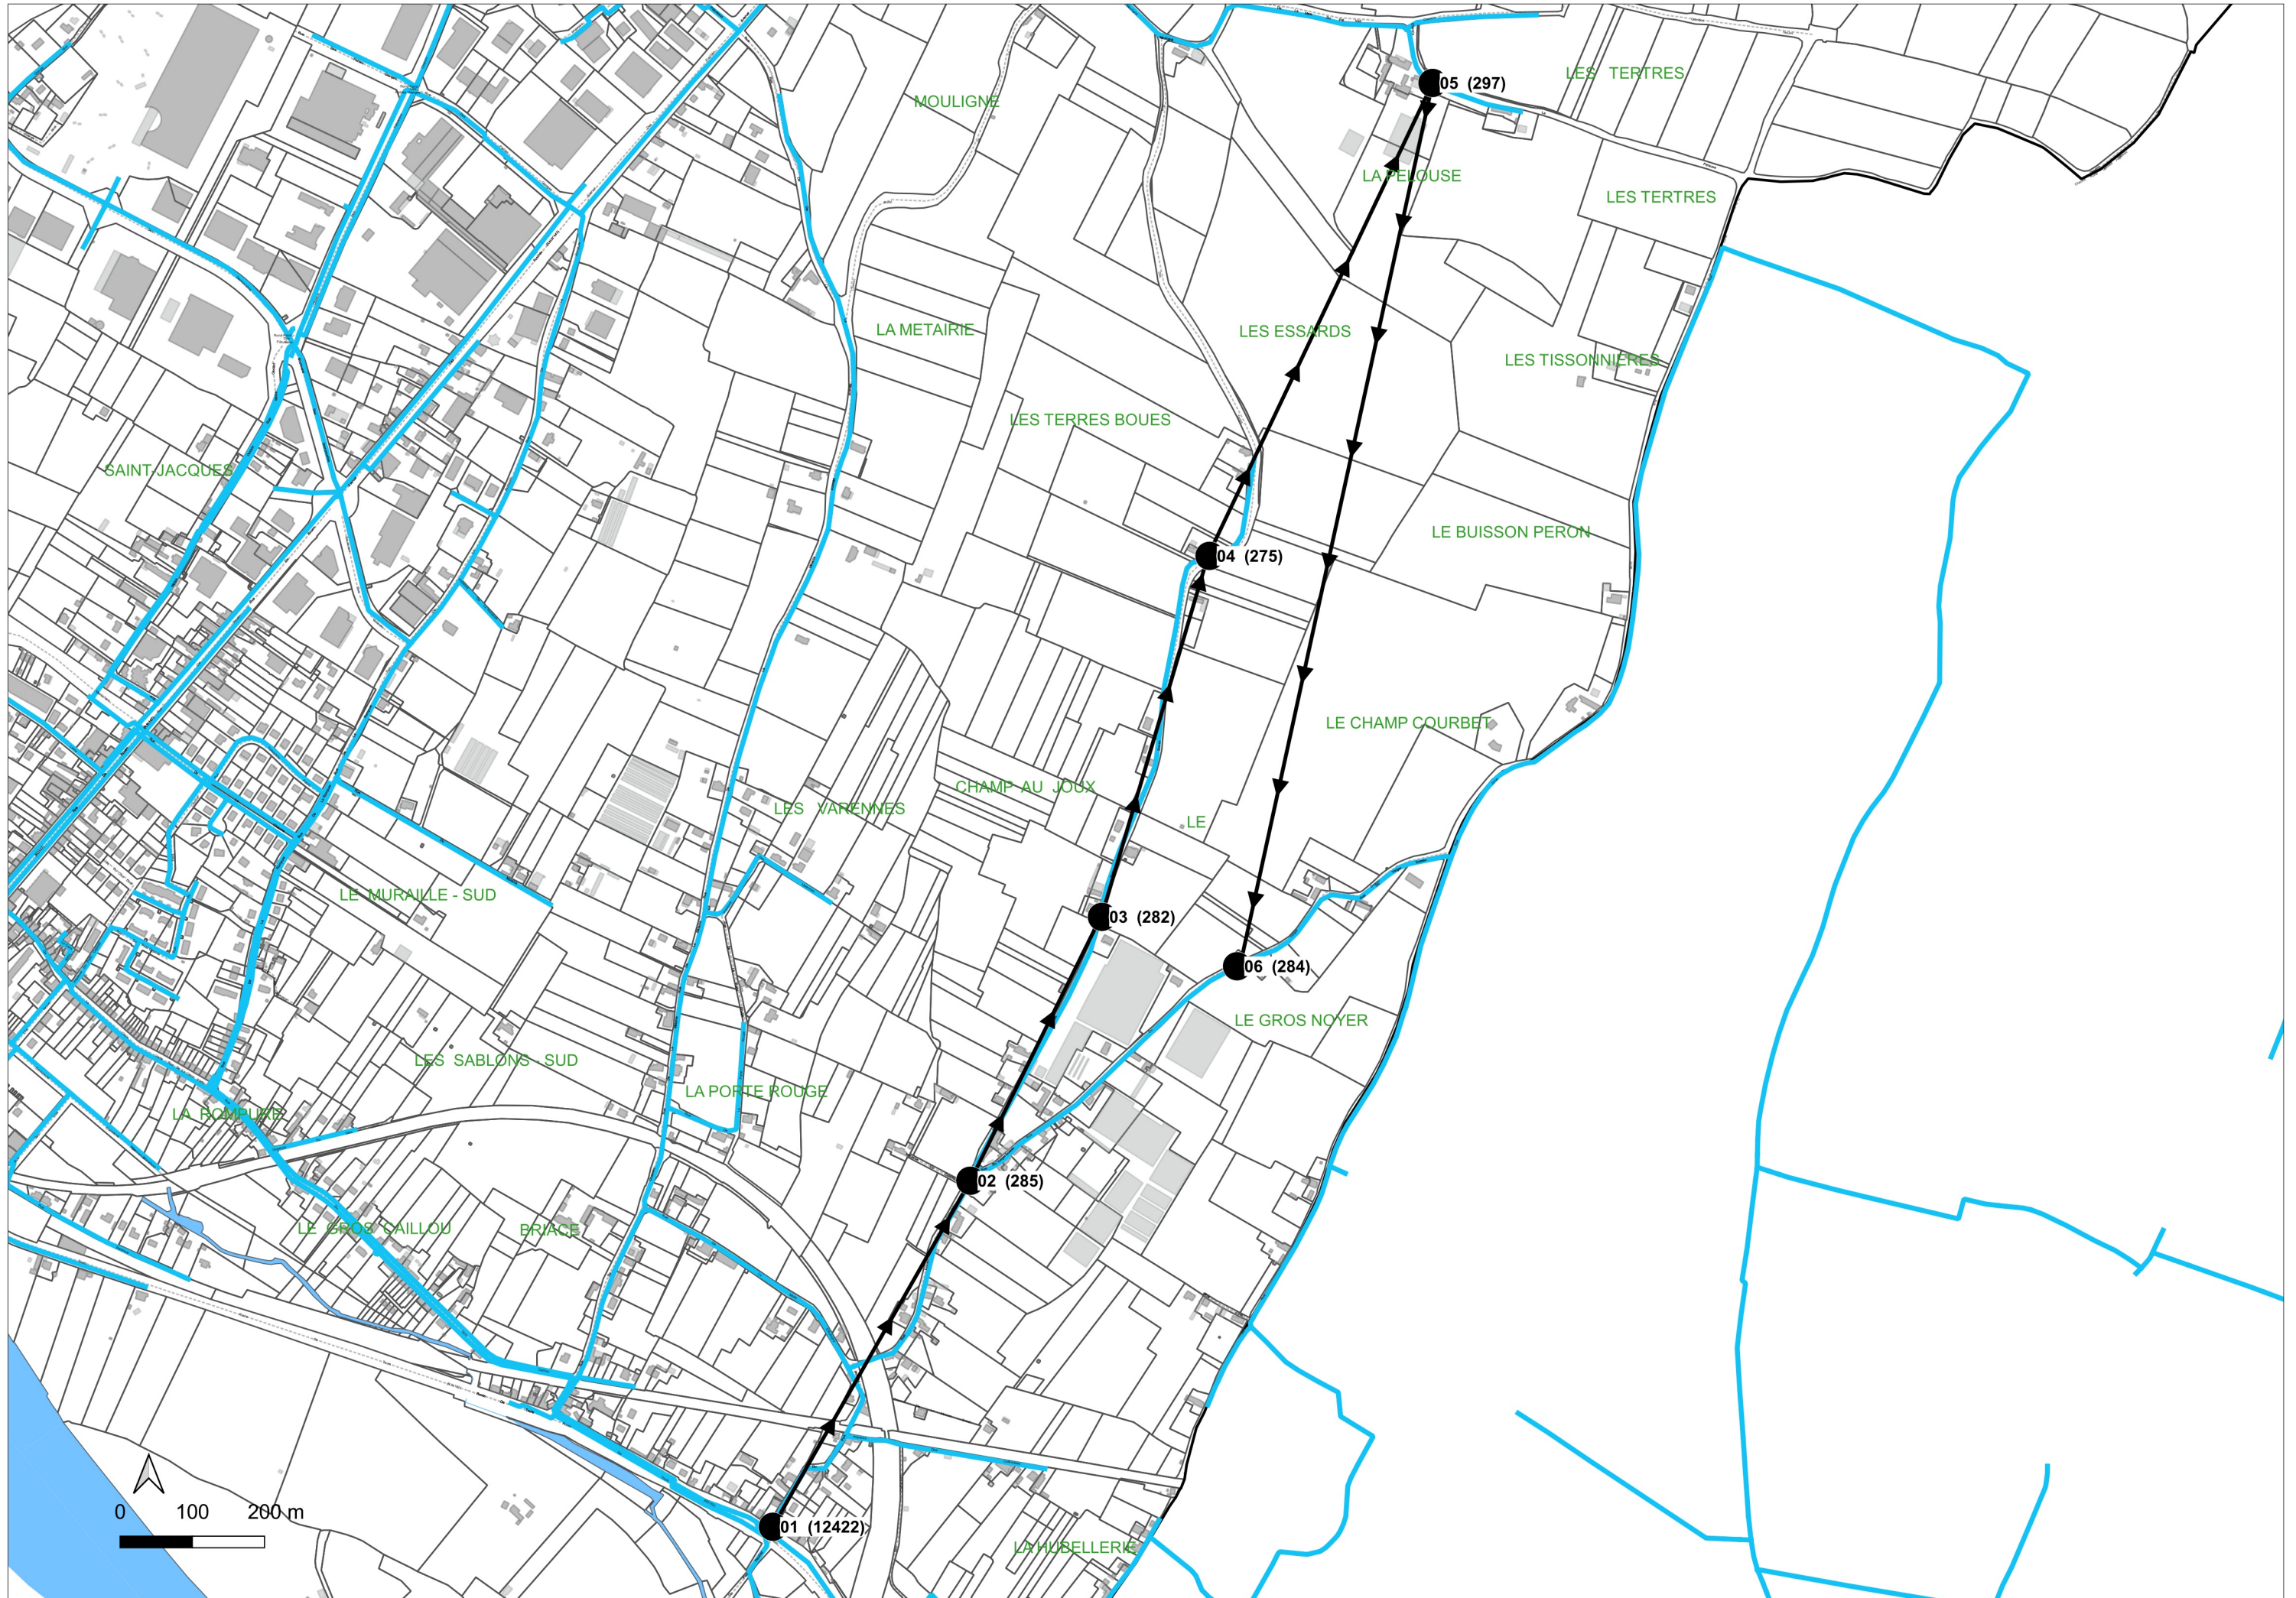 LES TERTRES
05 (297)
MOULIGNE
LA PELOUSE
LES TERTRES
LA METAIRIE
LES ESSARDS
LES TISSONNIERES
LES TERRES BOUES
SAINT-JACQUES
LE BUISSON PERON
04 (275)
LE CHAMP COURBET
CHAMP AU JOUX
LES VARENNES
LE
LE MURAILLE - SUD
03 (282)
06 (284)
LE GROS NOYER
LES SABLONS - SUD
LA PORTE ROUGE
LA ROMPURE
02 (285)
LE GROS CAILLOU
BRIACE
0 100 200 m
01 (12422)
LA HUBELLERIE